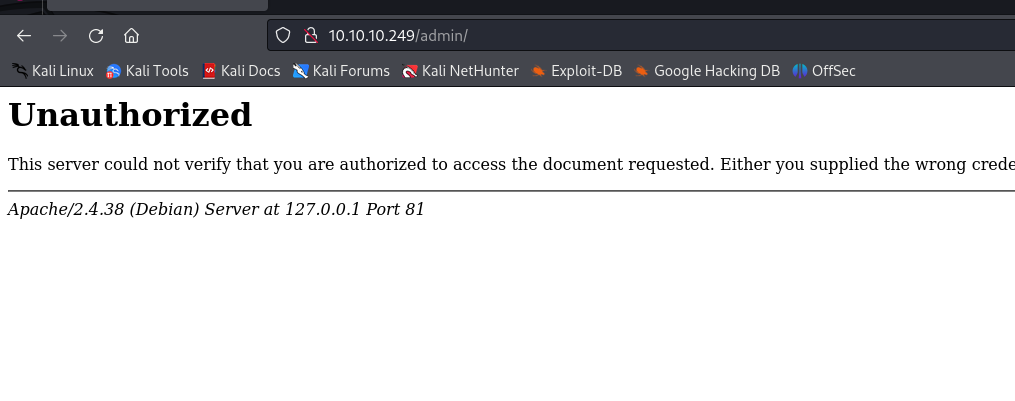 10.10.10.249/admin/
Kali Linux Kali Tools Kali Docs Kali Forums Kali NetHunter Exploit-DB Google Hacking DB OffSec
Unauthorized
This server could not verify that you are authorized to access the document requested. Either you supplied the wrong crede
Apache/2.4.38 (Debian) Server at 127.0.0.1 Port 81